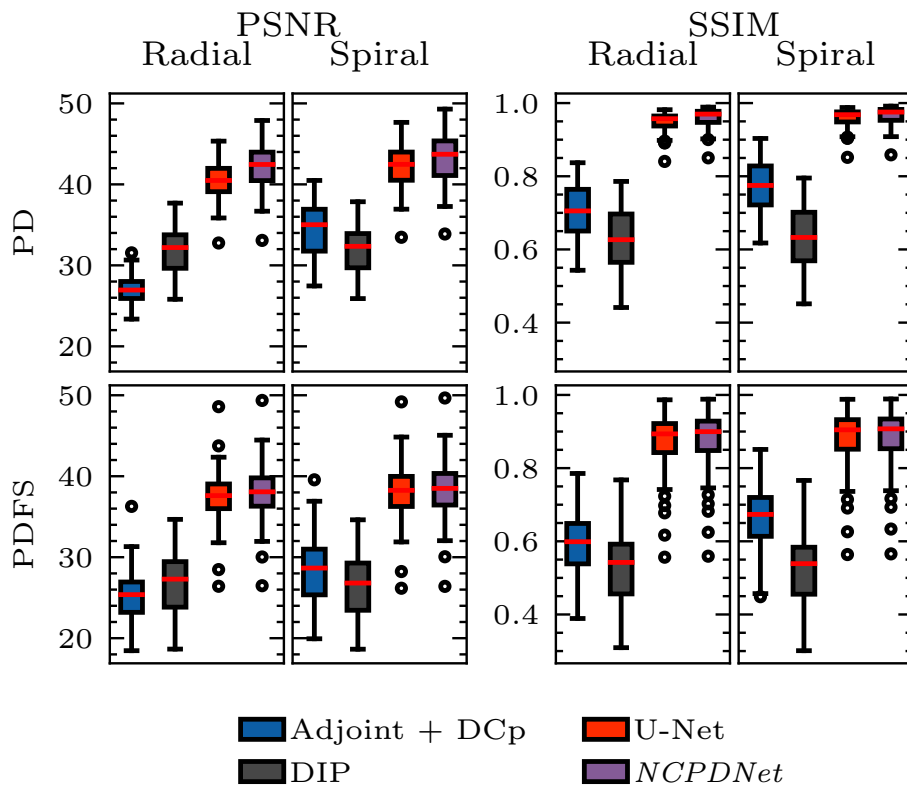 PSNR SSIM
Radial Spiral Radial Spiral
PD
50
40
30
20
1.0
0.8
0.6
0.4
PDFS
50
40
30
20
1.0
0.8
0.6
0.4
Adjoint + DCp U-Net
DIP NCPDNet